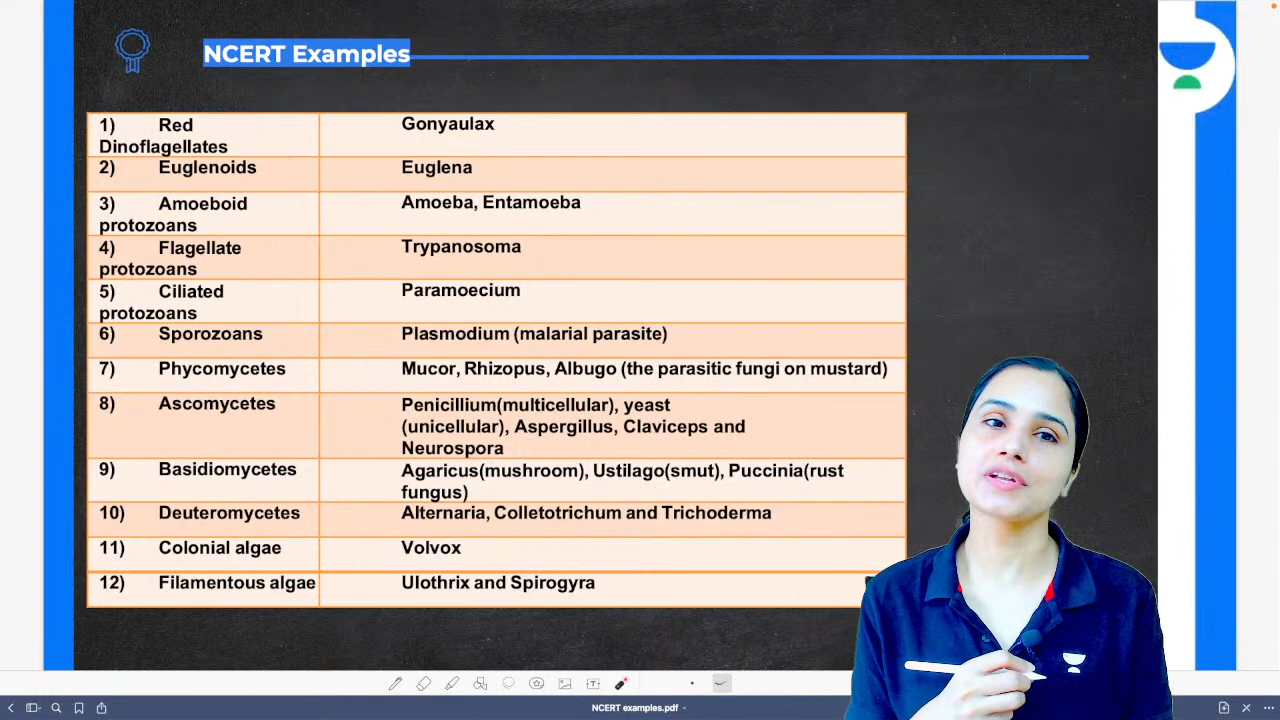 NCERT Examples
1) Red Gonyaulax
Dinoflagellates
2) Euglenoids Euglena
3) Amoeboid Amoeba, Entamoeba
protozoans
4) Flagellate Trypanosoma
protozoans
5) Ciliated Paramoecium
protozoans
6) Sporozoans Plasmodium (malarial parasite)
7) Phycomycetes Mucor, Rhizopus, Albugo (the parasitic fungi on mustard)
8) Ascomycetes Penicillium(multicellular), yeast
(unicellular), Aspergillus, Claviceps and
Neurospora
9) Basidiomycetes Agaricus(mushroom), Ustilago(smut), Puccinia(rust
fungus)
10) Deuteromycetes Alternaria, Colletotrichum and Trichoderma
11) Colonial algae Volvox
12) Filamentous algae Ulothrix and Spirogyra
NCERT examples.pdf